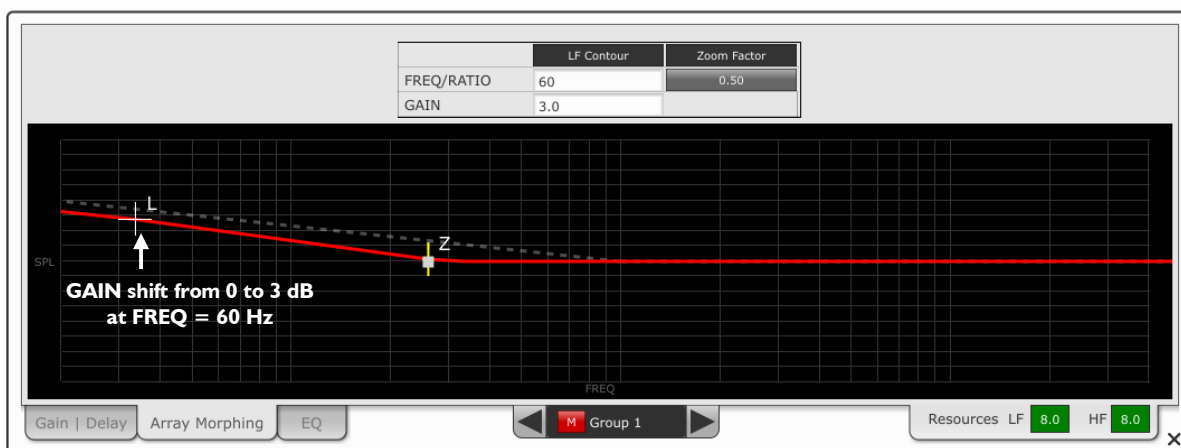 LF Contour Zoom Factor
FREQ/RATIO 60 0.50
GAIN 3.0
L
Z
SPL
GAIN shift from 0 to 3 dB
at FREQ = 60 Hz
FREQ
Gain | Delay Array Morphing EQ M Group 1 Resources LF 8.0 HF 8.0